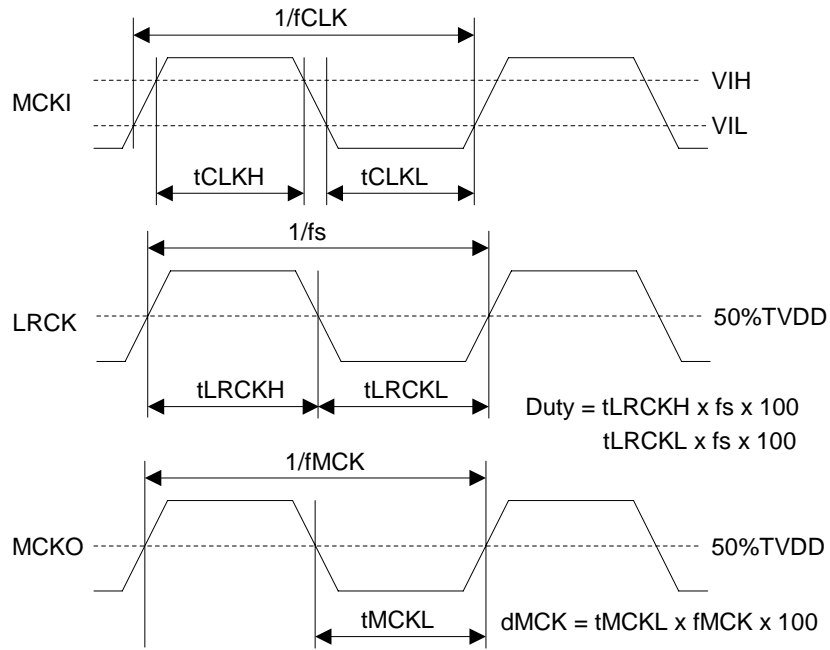 1/fCLK
MCKI
VIH
VIL
tCLKH
tCLKL
1/fs
LRCK
50%TVDD
tLRCKH
tLRCKL
Duty = tLRCKH x fs x 100
tLRCKL x fs x 100
1/fMCK
MCKO
50%TVDD
tMCKL
dMCK = tMCKL x fMCK x 100